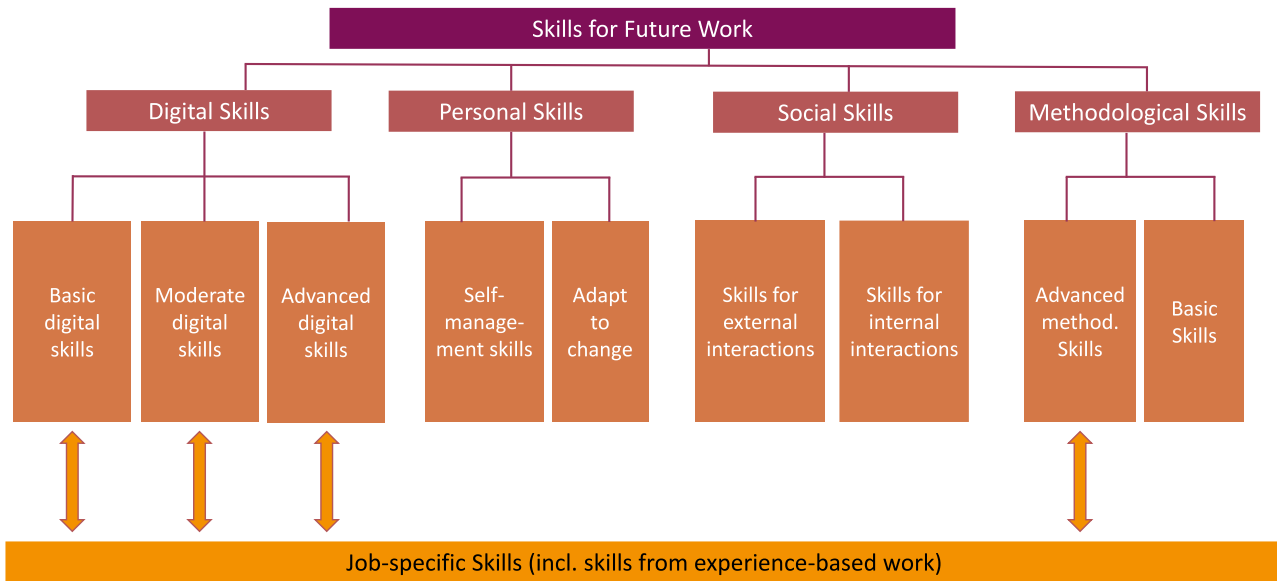 Skills for Future Work
Digital Skills
Personal Skills
Social Skills
Methodological Skills
Basic
digital
skills
Moderate
digital
skills
Advanced
digital
skills
Self-
manage-
ment skills
Adapt
to
change
Skills for
external
interactions
Skills for
internal
interactions
Advanced
method.
Skills
Basic
Skills
Job-specific Skills (incl. skills from experience-based work)